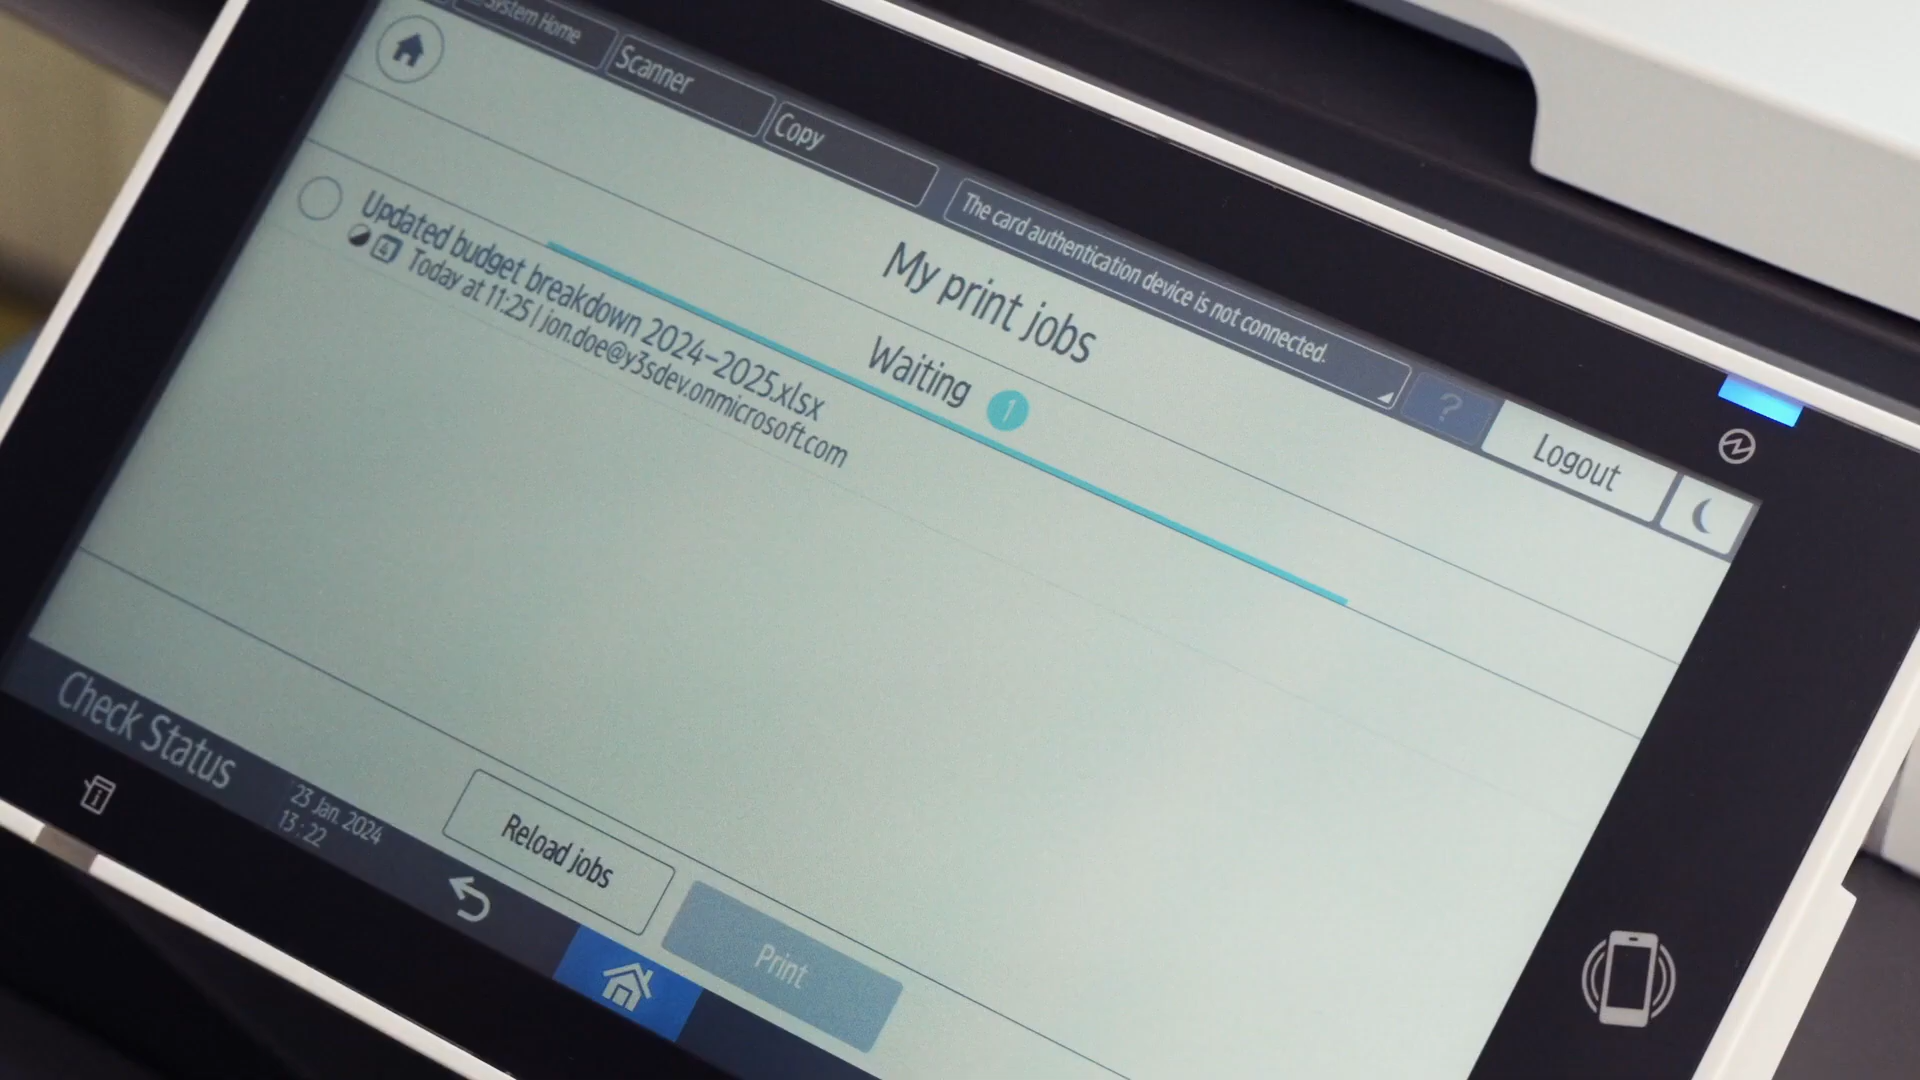 System Home
Scanner
Copy
The card authentication device is not connected.
?
Logout
My print jobs
Waiting 1
Updated budget breakdown 2024-2025.xlsx
Today at 11:25 | jon.doe@y3sdev.onmicrosoft.com
Reload jobs
Print
Check Status
23 Jan. 2024
13:22